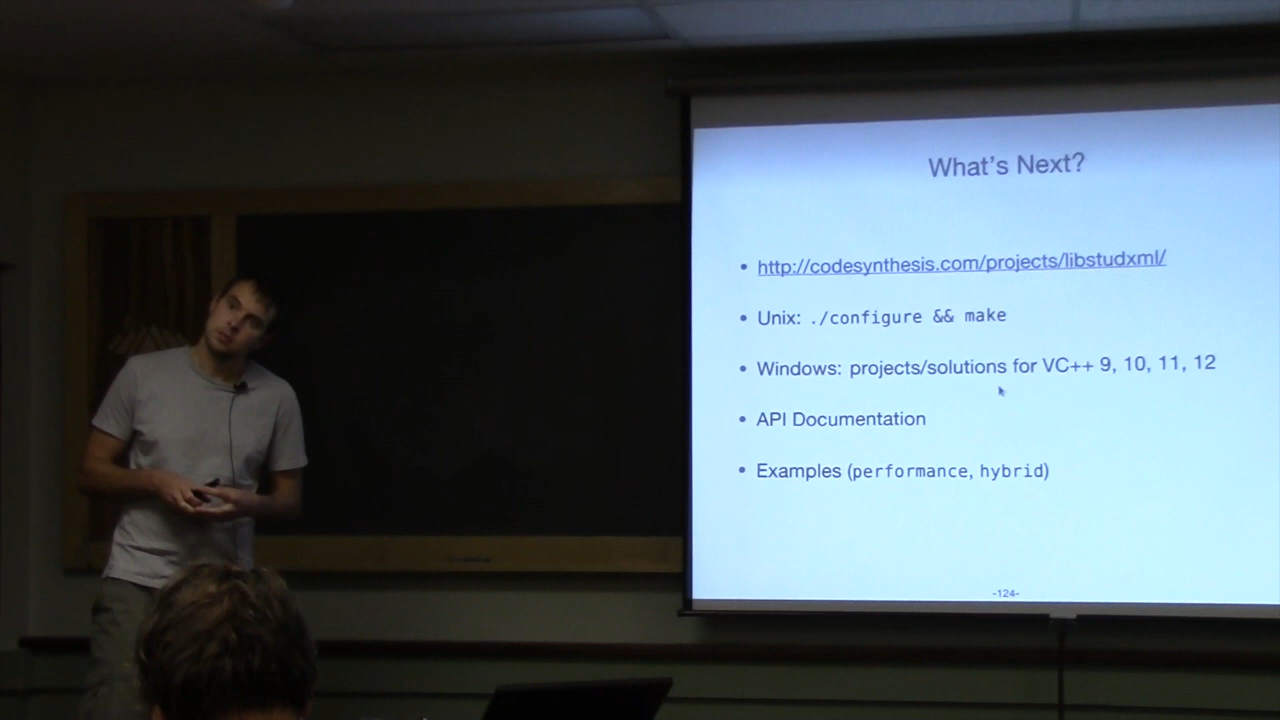 What's Next?
• http://codesynthesis.com/projects/libstudxml/
• Unix: ./configure && make
• Windows: projects/solutions for VC++ 9, 10, 11, 12
• API Documentation
• Examples (performance, hybrid)
-124-